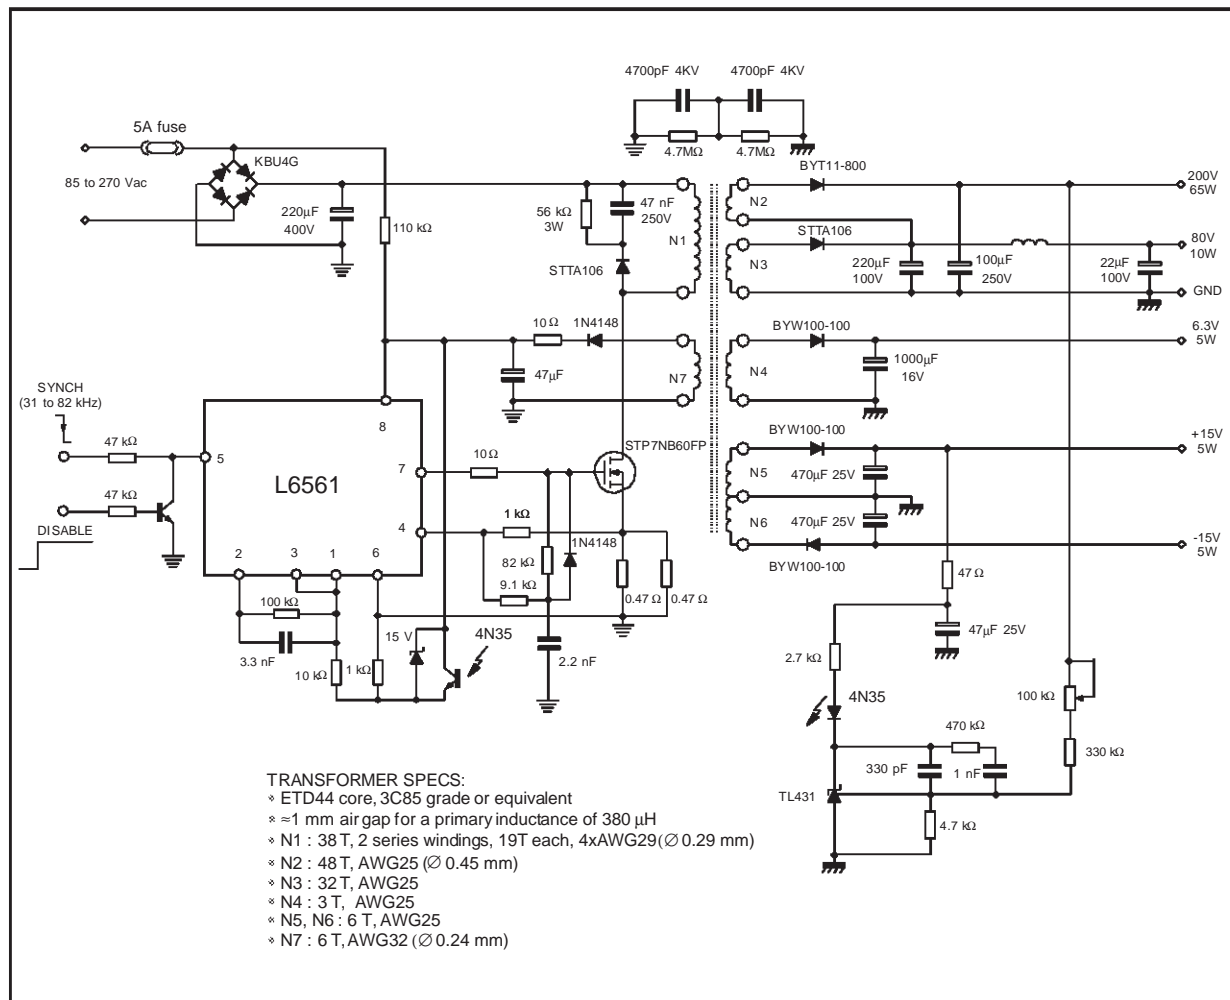 4700pF 4KV
4700pF 4KV
5A fuse
KBU4G
4.7MΩ
4.7MΩ
BYT11-800
85 to 270 Vac
200V
65W
220μF
400V
110 kΩ
56 kΩ
3W
47 nF
250V
N1
N2
STTA106
STTA106
80V
10W
N3
220μF
100V
100μF
250V
22μF
100V
GND
10Ω
1N4148
BYW100-100
6.3V
5W
47μF
N7
N4
1000μF
16V
SYNCH
(31 to 82 kHz)
8
47 kΩ
5
STP7NB60FP
BYW100-100
+15V
5W
7
10Ω
L6561
N5
470μF 25V
47 kΩ
DISABLE
4
1 kΩ
N6
470μF 25V
1N4148
-15V
5W
2
3
1
6
82 kΩ
BYW100-100
9.1 kΩ
0.47 Ω
0.47 Ω
47 Ω
100 kΩ
15 V
4N35
47μF 25V
3.3 nF
10 kΩ
1 kΩ
2.2 nF
2.7 kΩ
4N35
100 kΩ
470 kΩ
330 kΩ
330 pF
1 nF
TL431
4.7 kΩ
TRANSFORMER SPECS:
* ETD44 core, 3C85 grade or equivalent
* ≈1 mm air gap for a primary inductance of 380 μH
* N1 : 38 T, 2 series windings, 19T each, 4xAWG29 (∅ 0.29 mm)
* N2 : 48 T, AWG25 (∅ 0.45 mm)
* N3 : 32 T, AWG25
* N4 : 3 T, AWG25
* N5, N6 : 6 T, AWG25
* N7 : 6 T, AWG32 (∅ 0.24 mm)